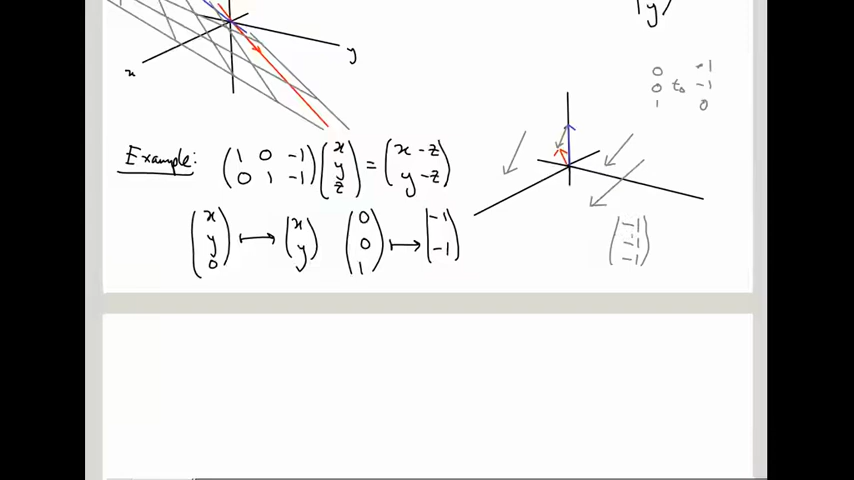 y
x
y
0 -1
0 to -1
1 0
Example: (1 0 -1; 0 1 -1)(x; y; z) = (x - z; y - z)
(x; y; 0) ↦ (x; y) (0; 0; 1) ↦ (-1; -1)
(-1; -1; -1)